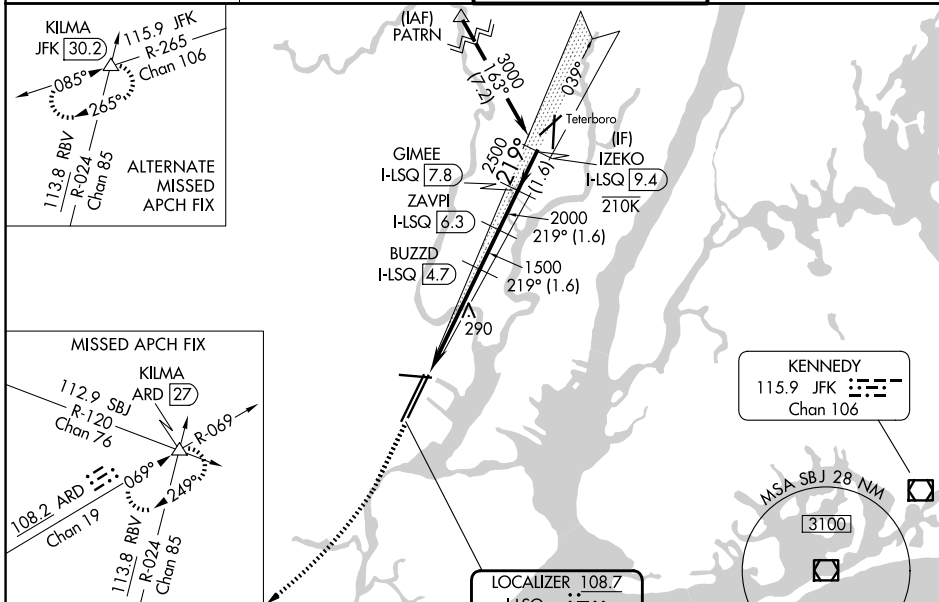 KILMA
JFK 30.2
115.9 JFK
R-265
Chan 106
085°
265°
113.8 RBV
R-024
Chan 85
ALTERNATE
MISSED
APCH FIX
(IAF)
PATRN
3000
163°
(7.2)
039°
Teterboro
(IF)
IZEKO
I-LSQ 9.4
210K
2500
219°
(1.6)
GIMEE
I-LSQ 7.8
ZAVPI
I-LSQ 6.3
2000
219° (1.6)
BUZZD
I-LSQ 4.7
1500
219° (1.6)
290
MISSED APCH FIX
KILMA
ARD 27
112.9 SBJ
R-120
Chan 76
R-069
069°
249°
108.2 ARD
Chan 19
113.8 RBV
R-024
Chan 85
KENNEDY
115.9 JFK
Chan 106
MSA SBJ 28 NM
3100
LOCALIZER 108.7
I-LSQ